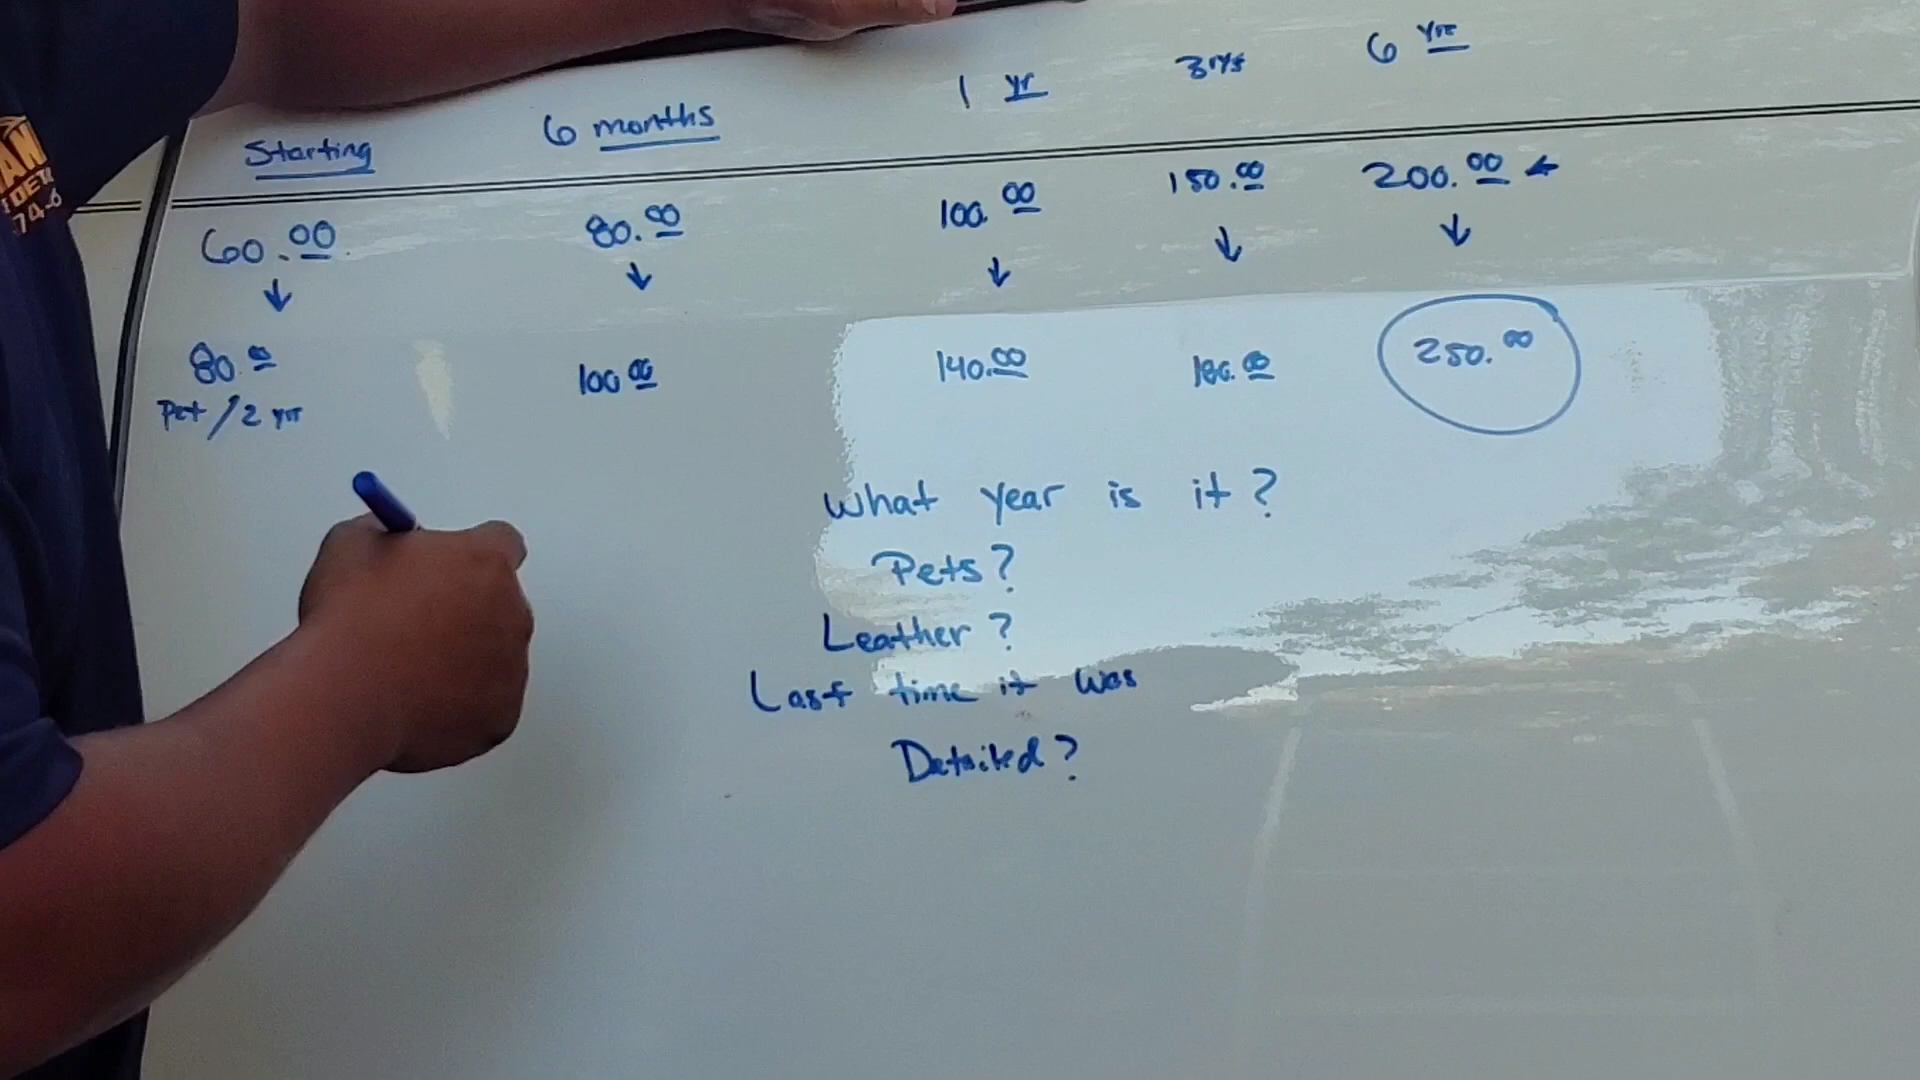 Starting 6 months 1 yr 3 yrs 6 yrs
60.00 80.00 100.00 150.00 200.00
80.00 100.00 140.00 180.00 250.00
Pet / 2 yrs
What year is it?
Pets?
Leather?
Last time it was
Detailed?